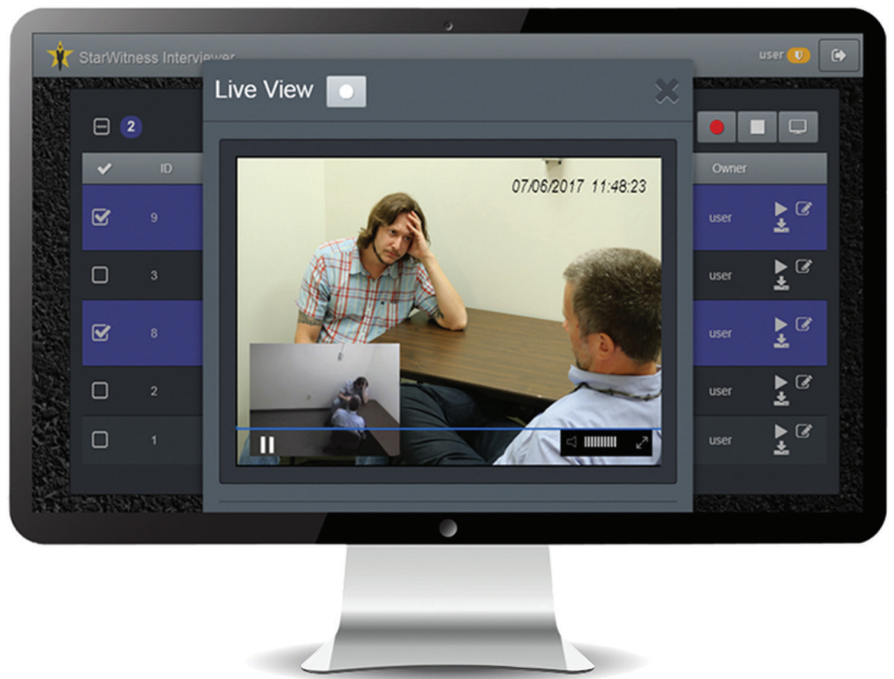 StarWitness Interviewer
user
Live View
2
ID
Owner
07/06/2017 11:48:23
9
user
3
user
8
user
2
user
1
user